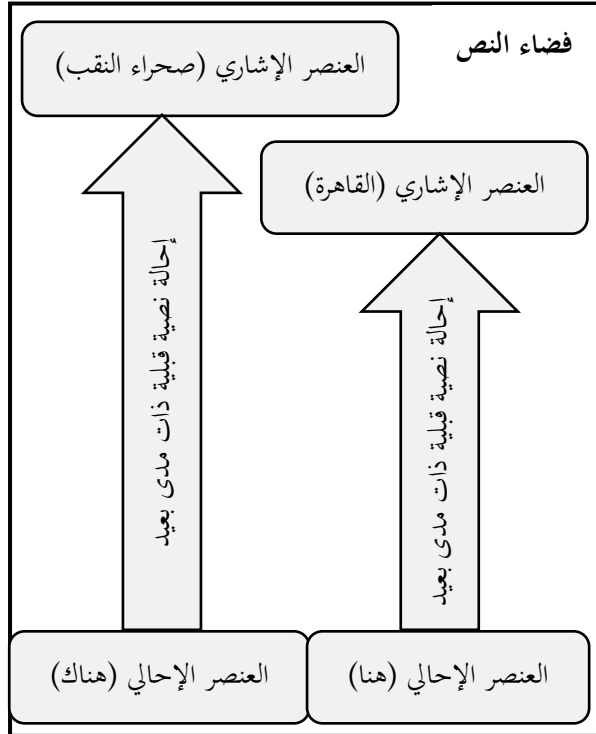 فضاء النص
العنصر الإشاري (صحراء النقب)
العنصر الإشاري (القاهرة)
إحالة نصية قبلية ذات مدى بعيد
إحالة نصية قبلية ذات مدى بعيد
العنصر الإحالي (هنا)
العنصر الإحالي (هناك)